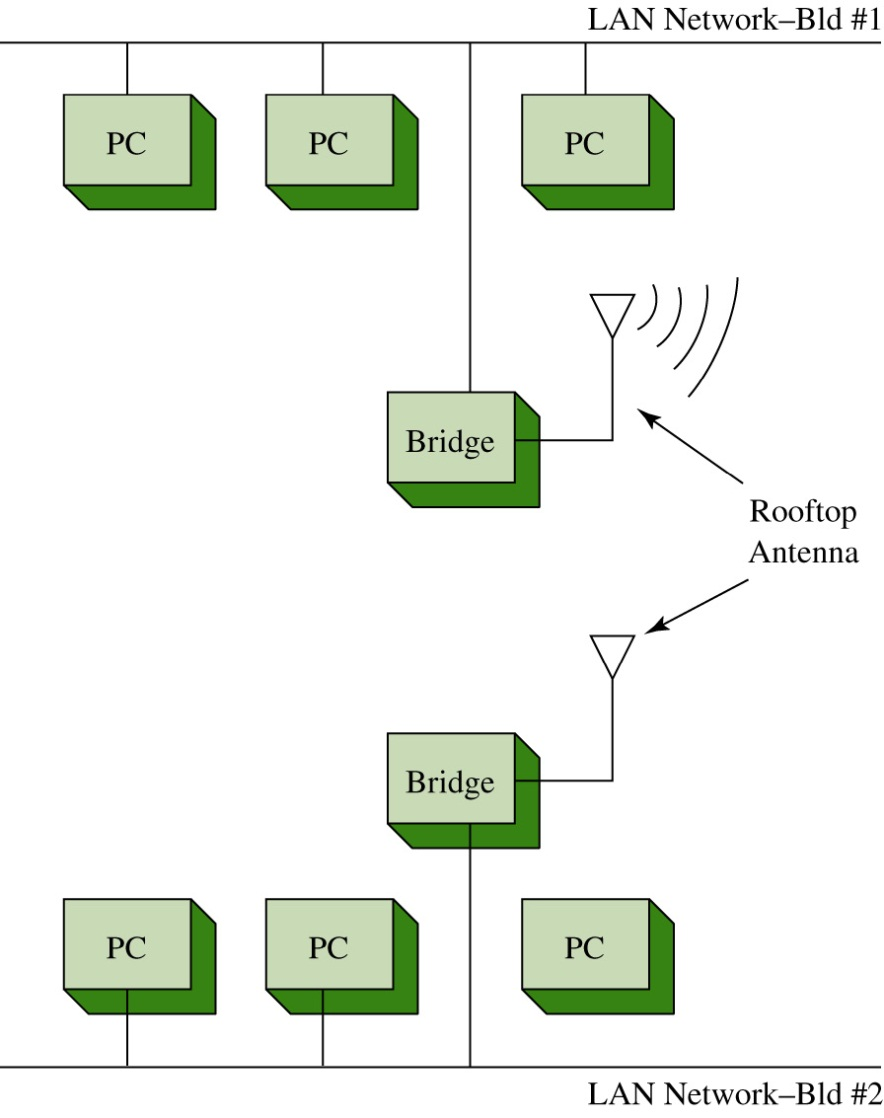 LAN Network–Bld #1
PC
PC
PC
Bridge
Rooftop
Antenna
Bridge
PC
PC
PC
LAN Network–Bld #2